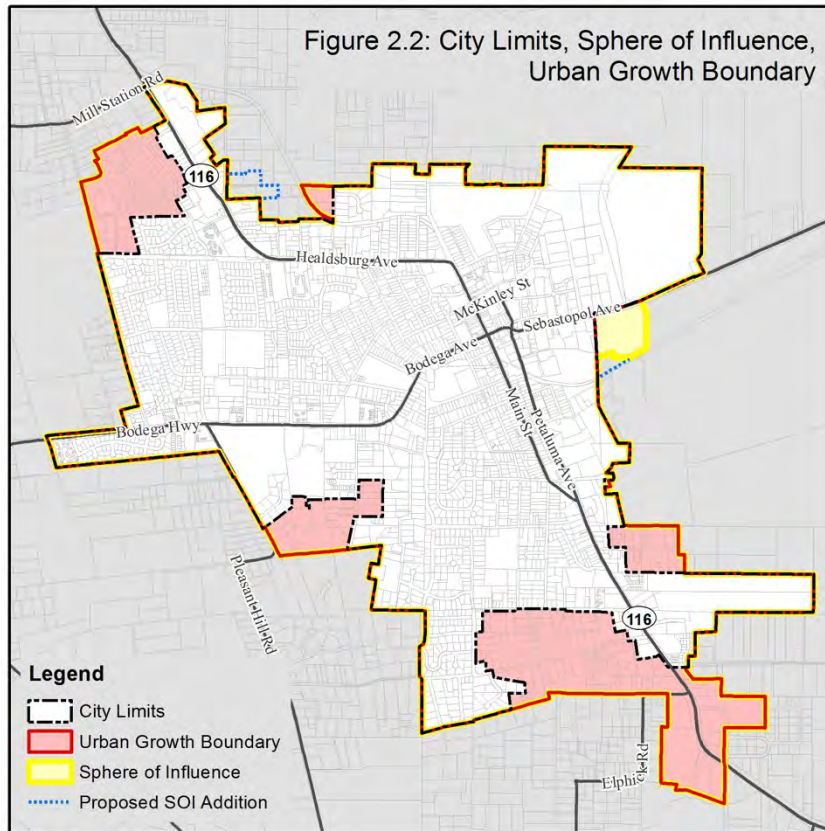 Figure 2.2: City Limits, Sphere of Influence,
Urban Growth Boundary
Mill Station Rd
116
Healdsburg Ave
McKinley St
Sebastopol Ave
Bodega Ave
Main St
Petaluma Ave
Bodega Hwy
Pleasant Hill Rd
116
Elphick Rd
Legend
City Limits
Urban Growth Boundary
Sphere of Influence
Proposed SOI Addition